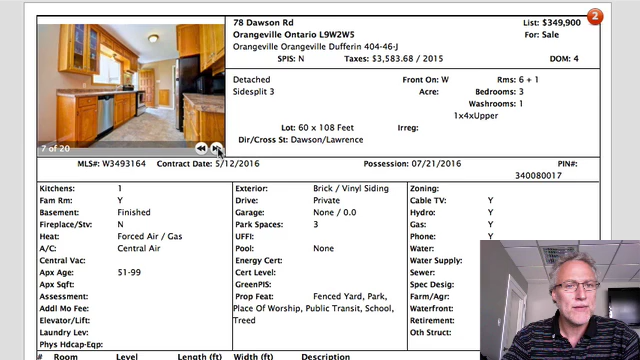 2
78 Dawson Rd List: $349,900
Orangeville Ontario L9W2W5 For: Sale
Orangeville Orangeville Dufferin 404-46-J
SPIS: N Taxes: $3,583.68 / 2015 DOM: 4
Detached Front On: W Rms: 6 + 1
Sidesplit 3 Acre: Bedrooms: 3
Washrooms: 1
1x4xUpper
Lot: 60 x 108 Feet Irreg:
Dir/Cross St: Dawson/Lawrence
7 of 20
MLS#: W3493164 Contract Date: 5/12/2016 Possession: 07/21/2016 PIN#:
340080017
Kitchens: 1 Exterior: Brick / Vinyl Siding Zoning:
Fam Rm: Y Drive: Private Cable TV: Y
Basement: Finished Garage: None / 0.0 Hydro: Y
Fireplace/Stv: N Park Spaces: 3 Gas: Y
Heat: Forced Air / Gas UFFI: Phone: Y
A/C: Central Air Pool: None Water:
Central Vac: Energy Cert: Water Supply:
Apx Age: 51-99 Cert Level: Sewer:
Apx Sqft: GreenPIS: Spec Desig:
Assessment: Prop Feat: Fenced Yard, Park, Farm/Agr:
Addl Mo Fee: Place Of Worship, Public Transit, School, Waterfront:
Elevator/Lift: Treed Retirement:
Laundry Lev: Oth Struct:
Phys Hdcap-Eqp:
# Room Level Length (ft) Width (ft) Description